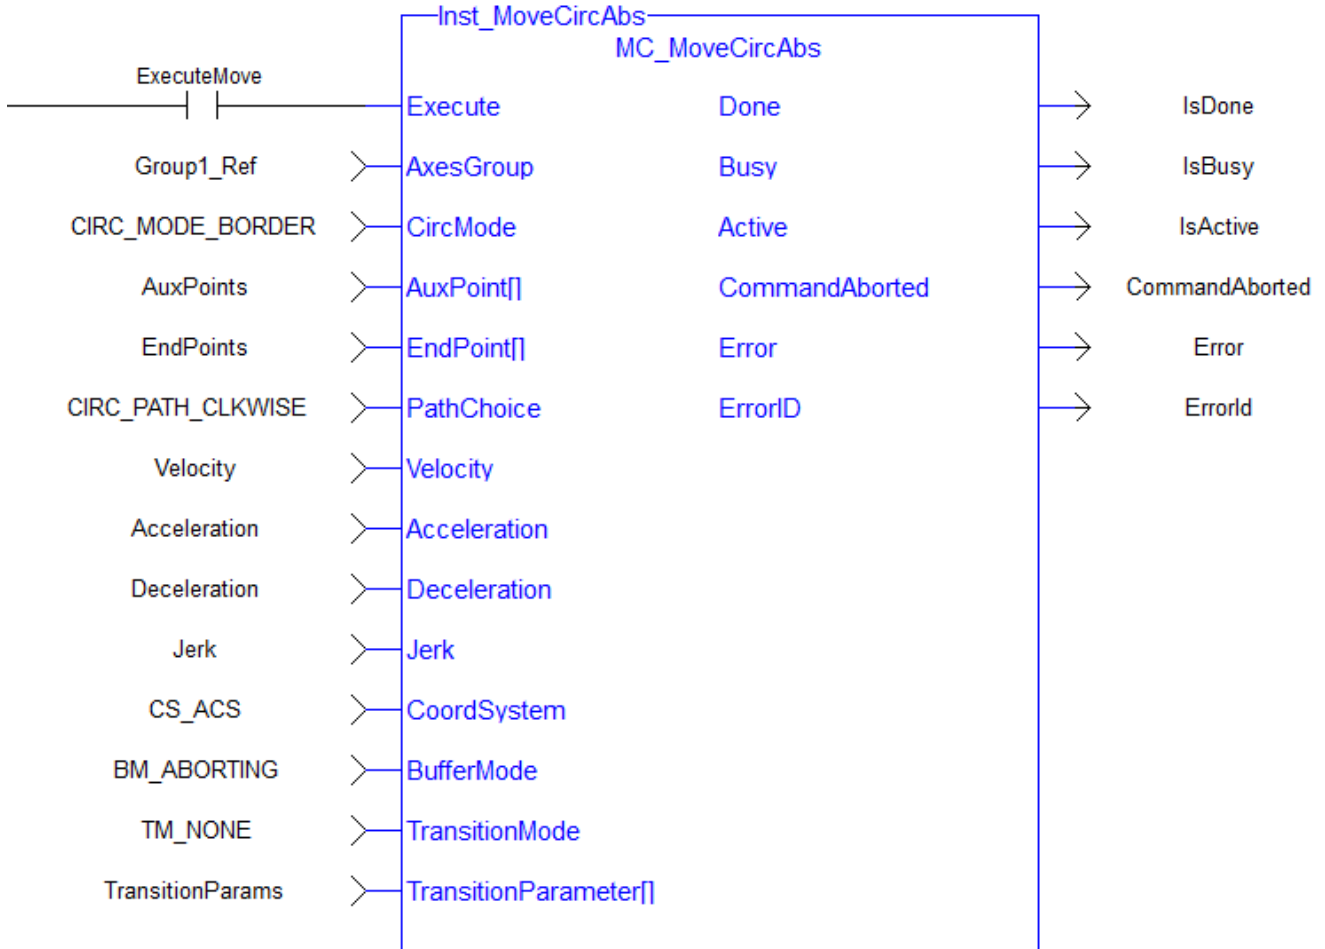 Inst_MoveCircAbs
MC_MoveCircAbs
ExecuteMove
Execute Done IsDone
Group1_Ref AxesGroup Busy IsBusy
CIRC_MODE_BORDER CircMode Active IsActive
AuxPoints AuxPoint[] CommandAborted CommandAborted
EndPoints EndPoint[] Error Error
CIRC_PATH_CLKWISE PathChoice ErrorID ErrorId
Velocity Velocity
Acceleration Acceleration
Deceleration Deceleration
Jerk Jerk
CS_ACS CoordSystem
BM_ABORTING BufferMode
TM_NONE TransitionMode
TransitionParams TransitionParameter[]